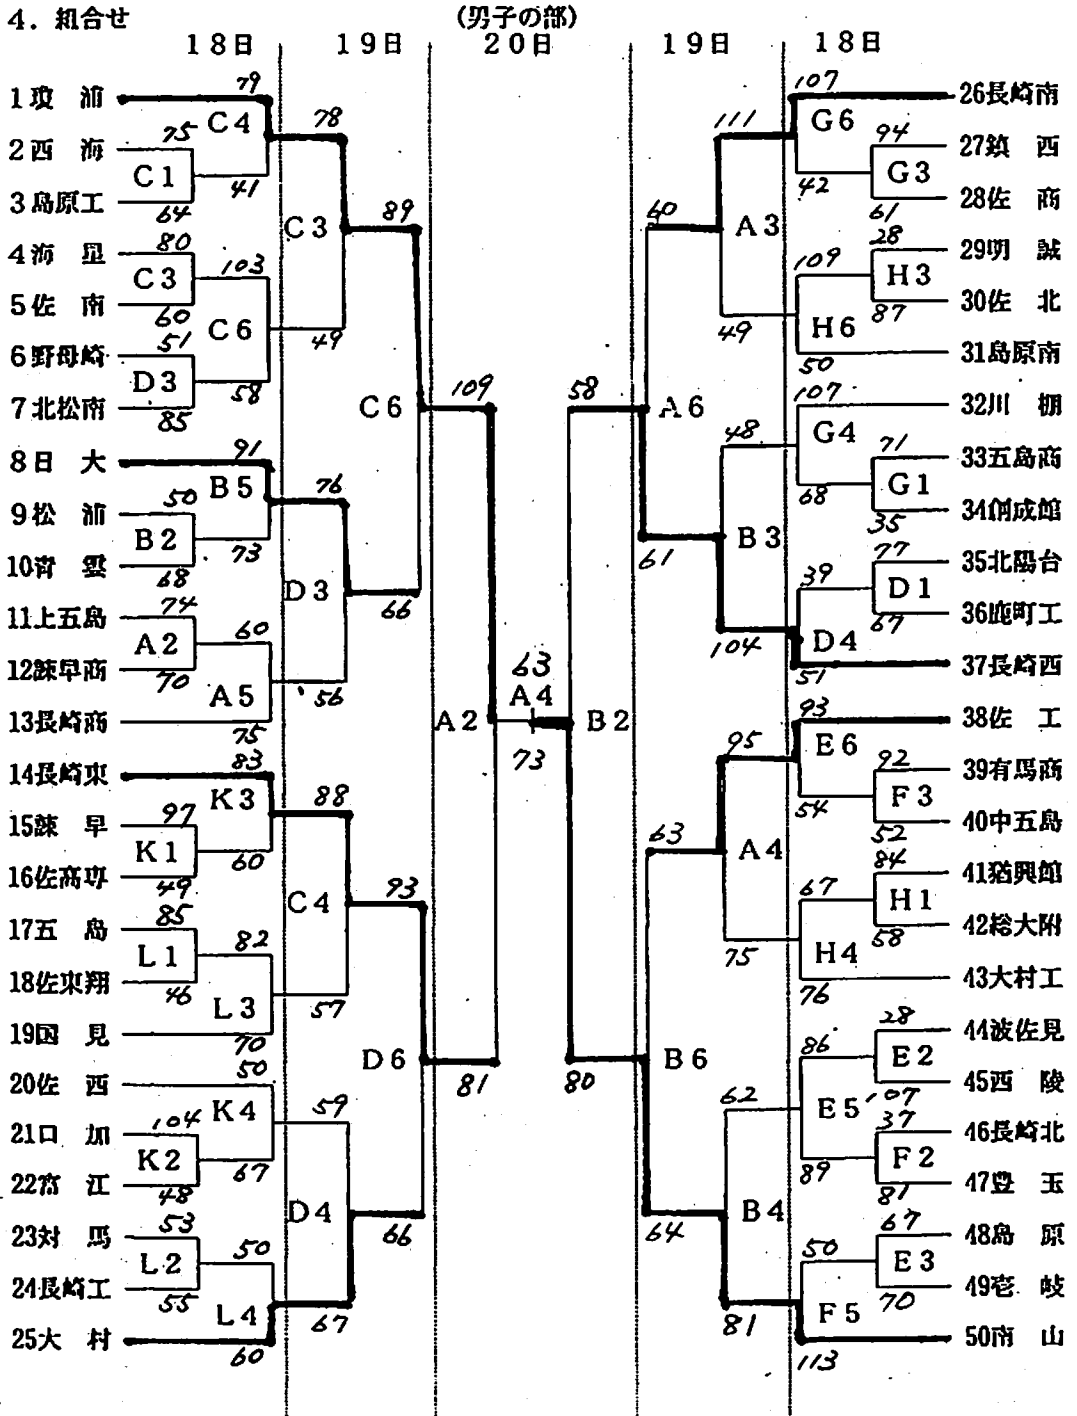 4. 組合せ
(男子の部)
18日 19日 20日 19日 18日
1瓊 浦
2西 海
3島原工
4海 星
5佐 南
6野母崎
7北松南
8日 大
9松 浦
10青 雲
11上五島
12諫早商
13長崎商
14長崎東
15諫 早
16佐高専
17五 島
18佐東翔
19国 見
20佐 西
21口 加
22富 江
23対 馬
24長崎工
25大 村
79
C4
75
C1
41
64
80
C3
103
60
C6
51
D3
58
85
91
B5
50
B2
73
68
74
A2
60
70
A5
75
83
K3
97
K1
60
49
85
L1
82
46
L3
70
50
K4
104
K2
67
48
53
L2
50
55
L4
60
78
C3
49
76
D3
56
88
C4
57
59
D4
67
89
C6
66
93
D6
66
109
A2
81
63
A4
73
58
B2
80
60
A6
61
63
B6
64
111
A3
49
48
B3
104
95
A4
75
62
B4
81
107
G6
94
42
G3
61
28
109
H3
87
H6
50
107
G4
71
68
G1
35
77
39
D1
67
D4
51
93
E6
92
54
F3
52
84
67
H1
58
H4
76
28
86
E2
E5
107
37
89
F2
81
67
50
E3
70
F5
113
26長崎南
27鎮 西
28佐 商
29明 誠
30佐 北
31島原南
32川 棚
33五島商
34創成館
35北陽台
36鹿町工
37長崎西
38佐 工
39有馬商
40中五島
41猶興館
42総大附
43大村工
44波佐見
45西 陵
46長崎北
47豊 玉
48島 原
49壱 岐
50南 山